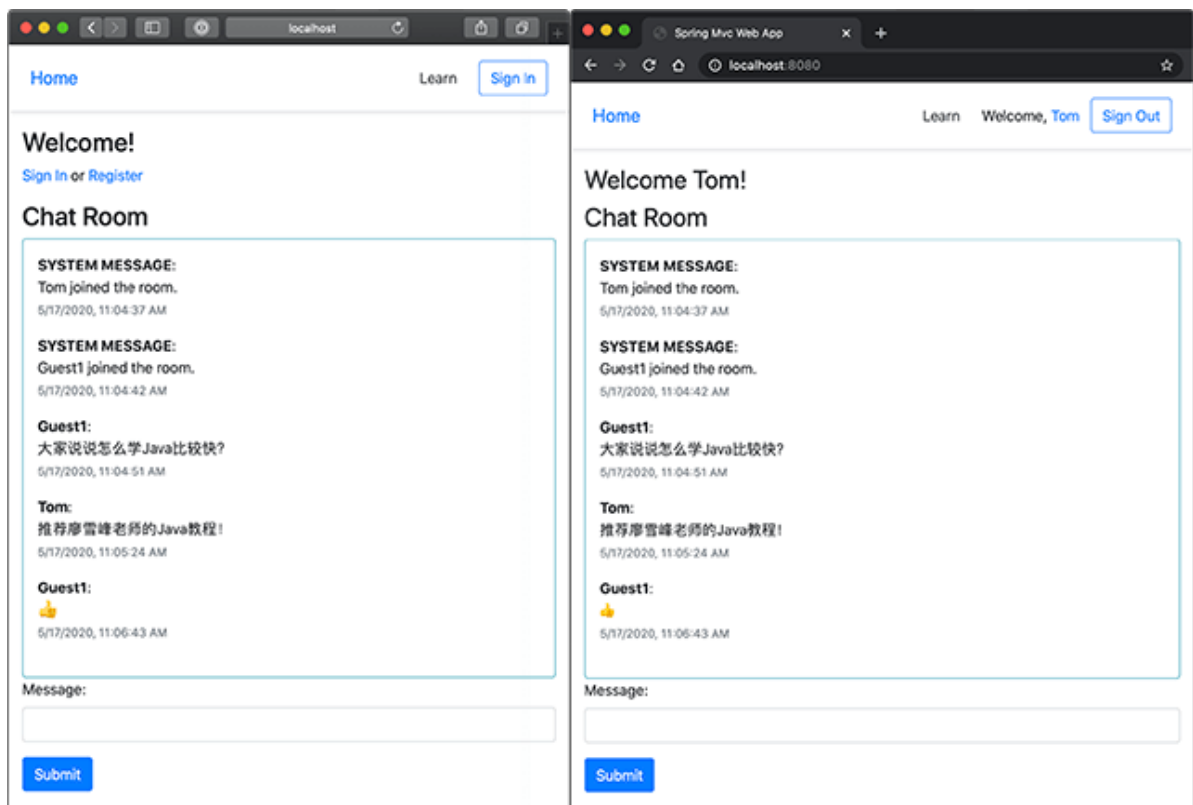 localhost
Home
Learn
Sign In
Welcome!
Sign In or Register
Chat Room
SYSTEM MESSAGE:
Tom joined the room.
5/17/2020, 11:04:37 AM
SYSTEM MESSAGE:
Guest1 joined the room.
5/17/2020, 11:04:42 AM
Guest1:
大家说说怎么学Java比较快?
5/17/2020, 11:04:51 AM
Tom:
推荐廖雪峰老师的Java教程!
5/17/2020, 11:05:24 AM
Guest1:
👍
5/17/2020, 11:06:43 AM
Message:
Submit
Spring Mvc Web App
localhost:8080
Home
Learn
Welcome, Tom
Sign Out
Welcome Tom!
Chat Room
SYSTEM MESSAGE:
Tom joined the room.
5/17/2020, 11:04:37 AM
SYSTEM MESSAGE:
Guest1 joined the room.
5/17/2020, 11:04:42 AM
Guest1:
大家说说怎么学Java比较快?
5/17/2020, 11:04:51 AM
Tom:
推荐廖雪峰老师的Java教程!
5/17/2020, 11:05:24 AM
Guest1:
👍
5/17/2020, 11:06:43 AM
Message:
Submit